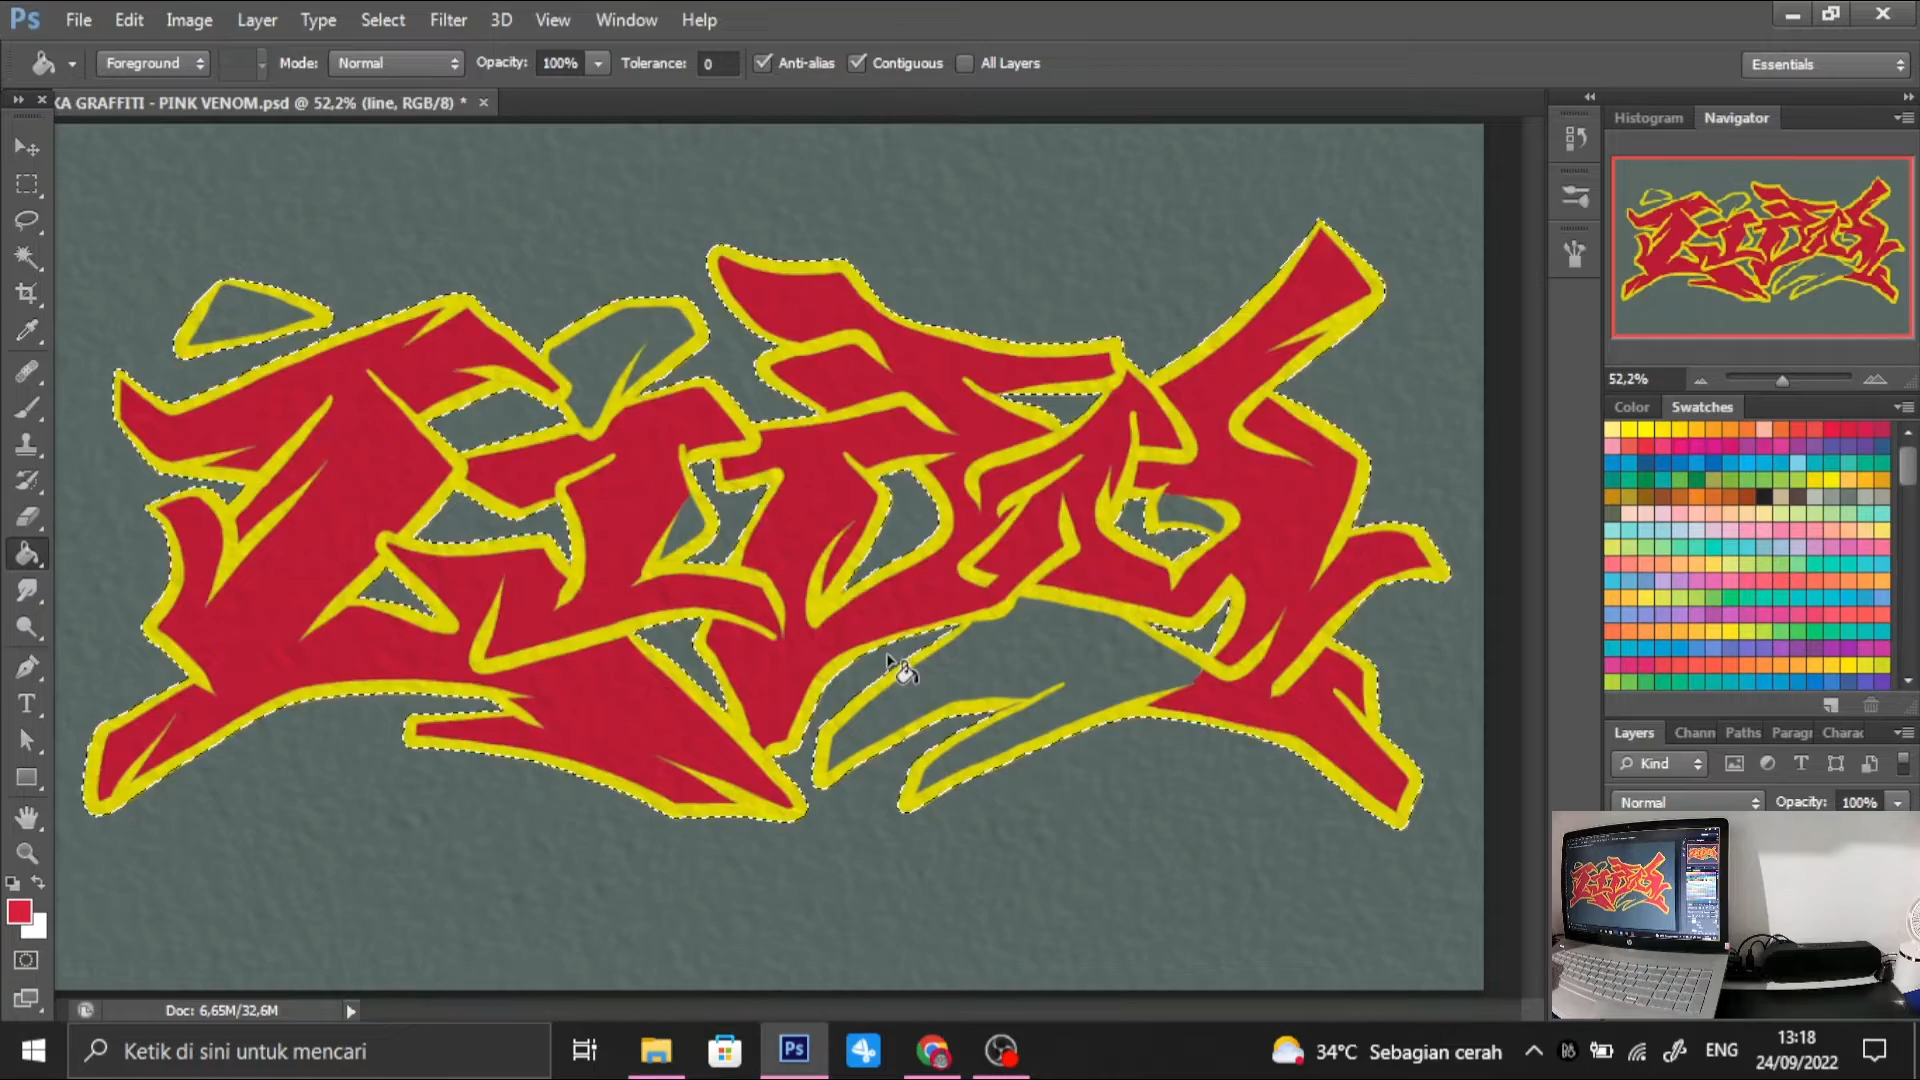 Ps File Edit Image Layer Type Select Filter 3D View Window Help
Foreground Mode: Normal Opacity: 100% Tolerance: 0 Anti-alias Contiguous All Layers Essentials
KA GRAFFITI - PINK VENOM.psd @ 52,2% (line, RGB/8) *
Histogram Navigator
52,2%
Color Swatches
Layers Chann Paths Paragr Charac
Kind
Normal Opacity: 100%
Doc: 6,65M/32,6M
Ketik di sini untuk mencari
Ps
34°C Sebagian cerah
ENG
13:18
24/09/2022